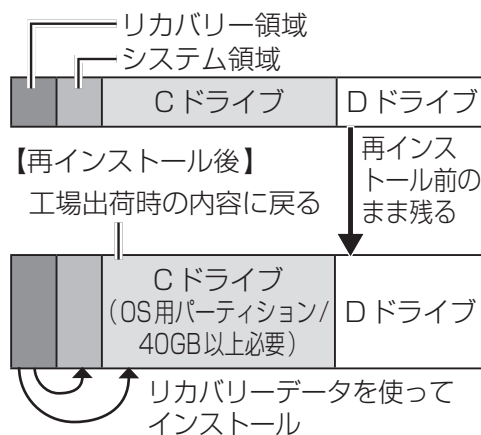 リカバリー領域
システム領域
Cドライブ
Dドライブ
【再インストール後】
再インス
トール前の
まま残る
工場出荷時の内容に戻る
Cドライブ
(OS用パーティション/
40GB以上必要)
Dドライブ
リカバリーデータを使って
インストール